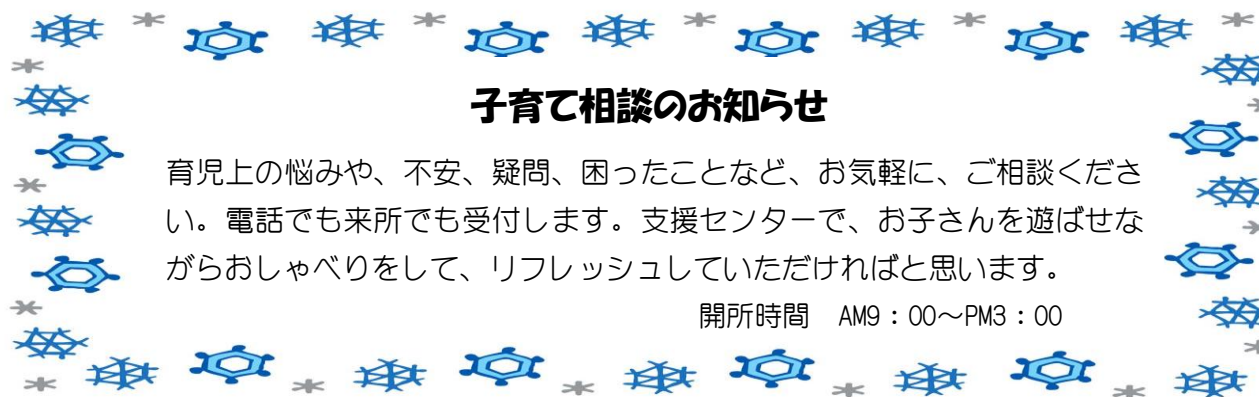 子育て相談のお知らせ
育児上の悩みや、不安、疑問、困ったことなど、お気軽に、ご相談くださ
い。電話でも来所でも受付します。支援センターで、お子さんを遊ばせな
がらおしゃべりをして、リフレッシュしていただければと思います。
開所時間　AM9：00～PM3：00